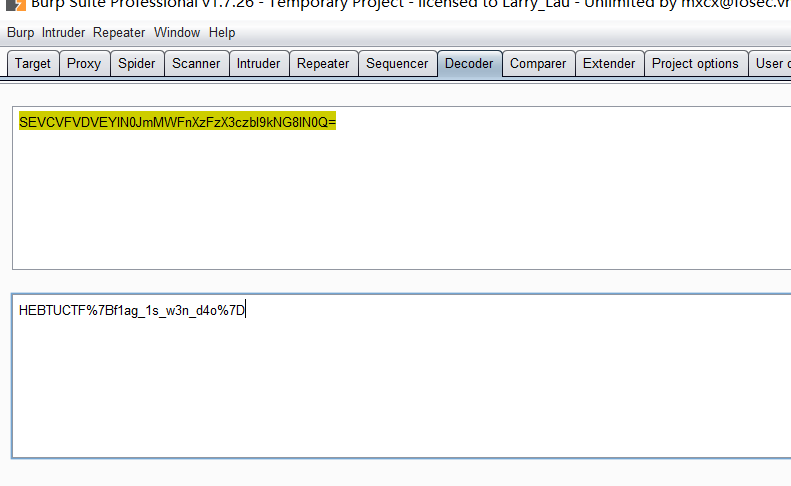 Burp Suite Professional v1.7.26 - Temporary Project - licensed to Larry_Lau - Unlimited by mxcx@fosec.vn
Burp Intruder Repeater Window Help
Target Proxy Spider Scanner Intruder Repeater Sequencer Decoder Comparer Extender Project options User
SEVCVFVDVEYlN0JmMWFnXzFzX3czbl9kNG8lN0Q=
HEBTUCTF%7Bf1ag_1s_w3n_d4o%7D